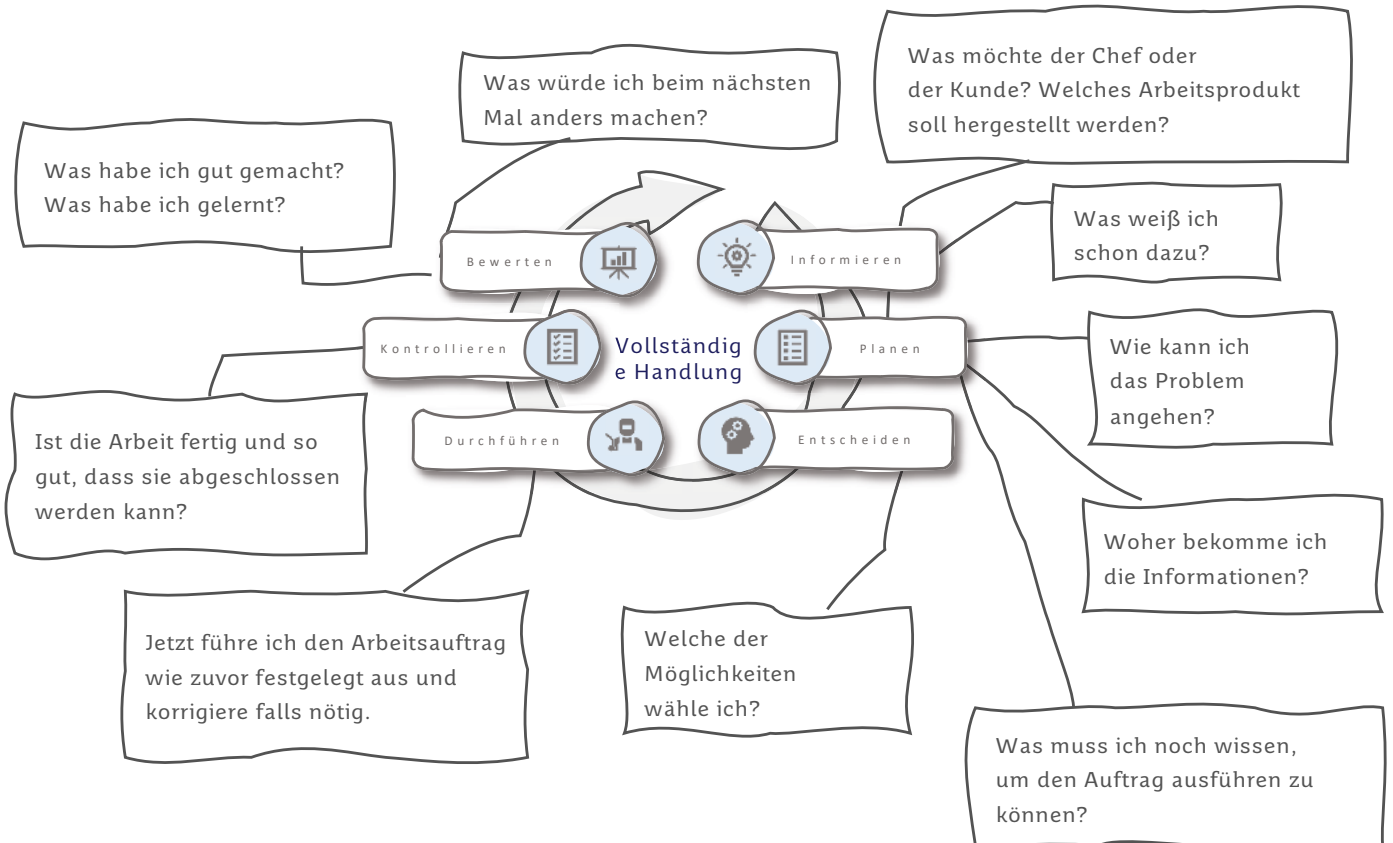 Was würde ich beim nächsten
Mal anders machen?
Was möchte der Chef oder
der Kunde? Welches Arbeitsprodukt
soll hergestellt werden?
Was habe ich gut gemacht?
Was habe ich gelernt?
Was weiß ich
schon dazu?
Bewerten
Informieren
Kontrollieren
Vollständig
e Handlung
Planen
Wie kann ich
das Problem
angehen?
Durchführen
Entscheiden
Ist die Arbeit fertig und so
gut, dass sie abgeschlossen
werden kann?
Woher bekomme ich
die Informationen?
Jetzt führe ich den Arbeitsauftrag
wie zuvor festgelegt aus und
korrigiere falls nötig.
Welche der
Möglichkeiten
wähle ich?
Was muss ich noch wissen,
um den Auftrag ausführen zu
können?